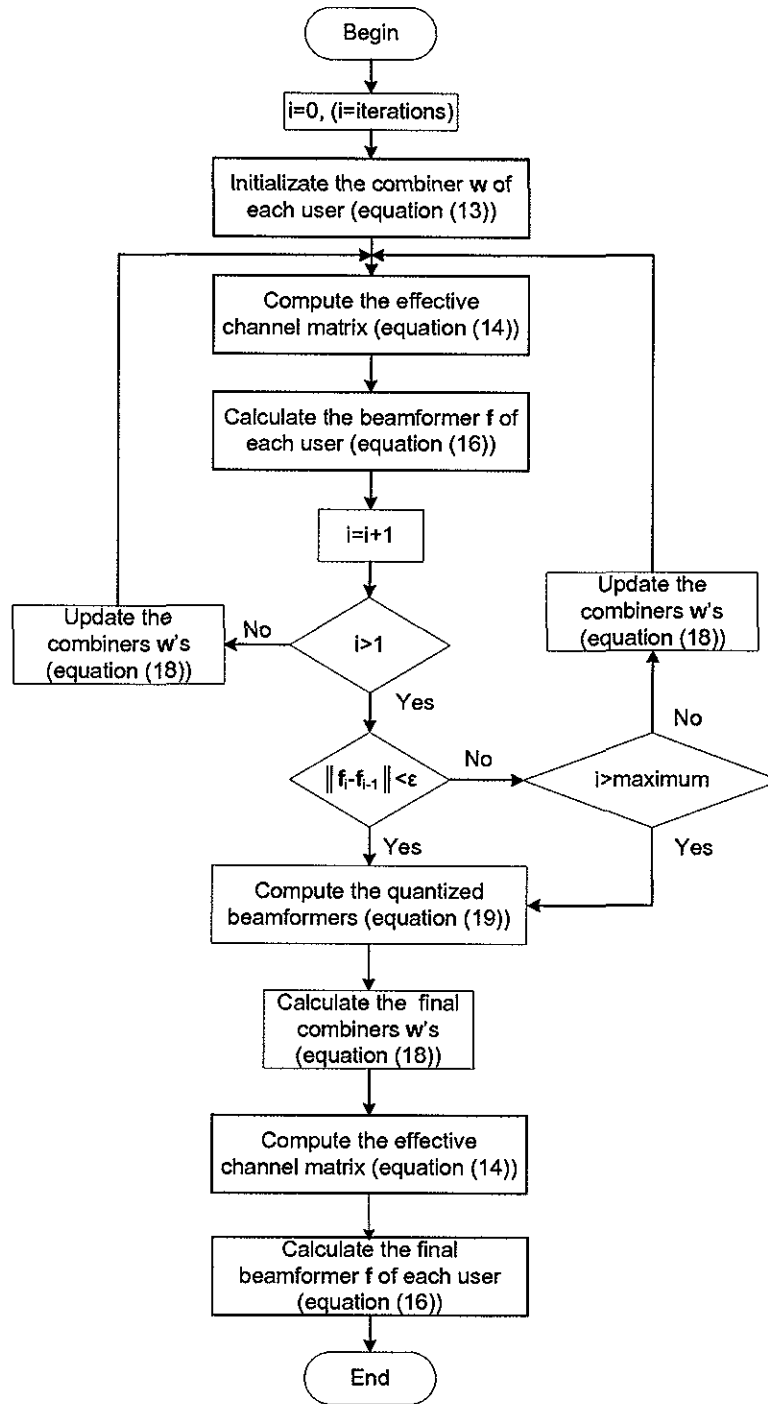 Begin
i=0, (i=iterations)
Initializate the combiner w of
each user (equation (13))
Compute the effective
channel matrix (equation (14))
Calculate the beamformer f of
each user (equation (16))
i=i+1
Update the
combiners w's
(equation (18))
No
i>1
Yes
Update the
combiners w's
(equation (18))
No
‖fᵢ-fᵢ₋₁‖<ε
No
i>maximum
Yes
Yes
Compute the quantized
beamformers (equation (19))
Calculate the final
combiners w's
(equation (18))
Compute the effective
channel matrix (equation (14))
Calculate the final
beamformer f of each user
(equation (16))
End